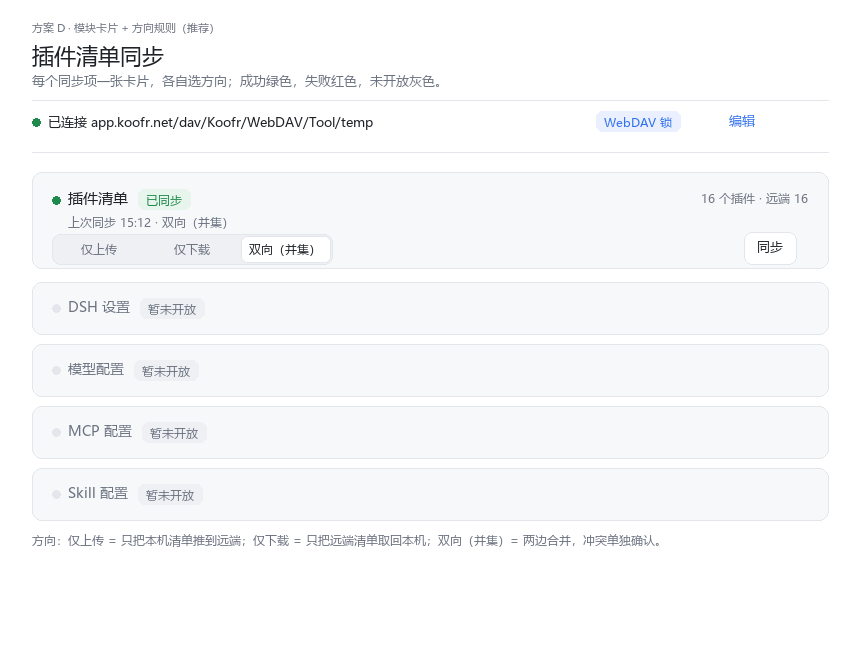 方案 D · 模块卡片 + 方向规则（推荐）
插件清单同步
每个同步项一张卡片，各自选方向；成功绿色，失败红色，未开放灰色。
已连接 app.koofr.net/dav/Koofr/WebDAV/Tool/temp WebDAV 锁 编辑
插件清单 已同步 16 个插件 · 远端 16
上次同步 15:12 · 双向（并集）
仅上传 仅下载 双向（并集） 同步
DSH 设置 暂未开放
模型配置 暂未开放
MCP 配置 暂未开放
Skill 配置 暂未开放
方向：仅上传 = 只把本机清单推到远端；仅下载 = 只把远端清单取回本机；双向（并集）= 两边合并，冲突单独确认。